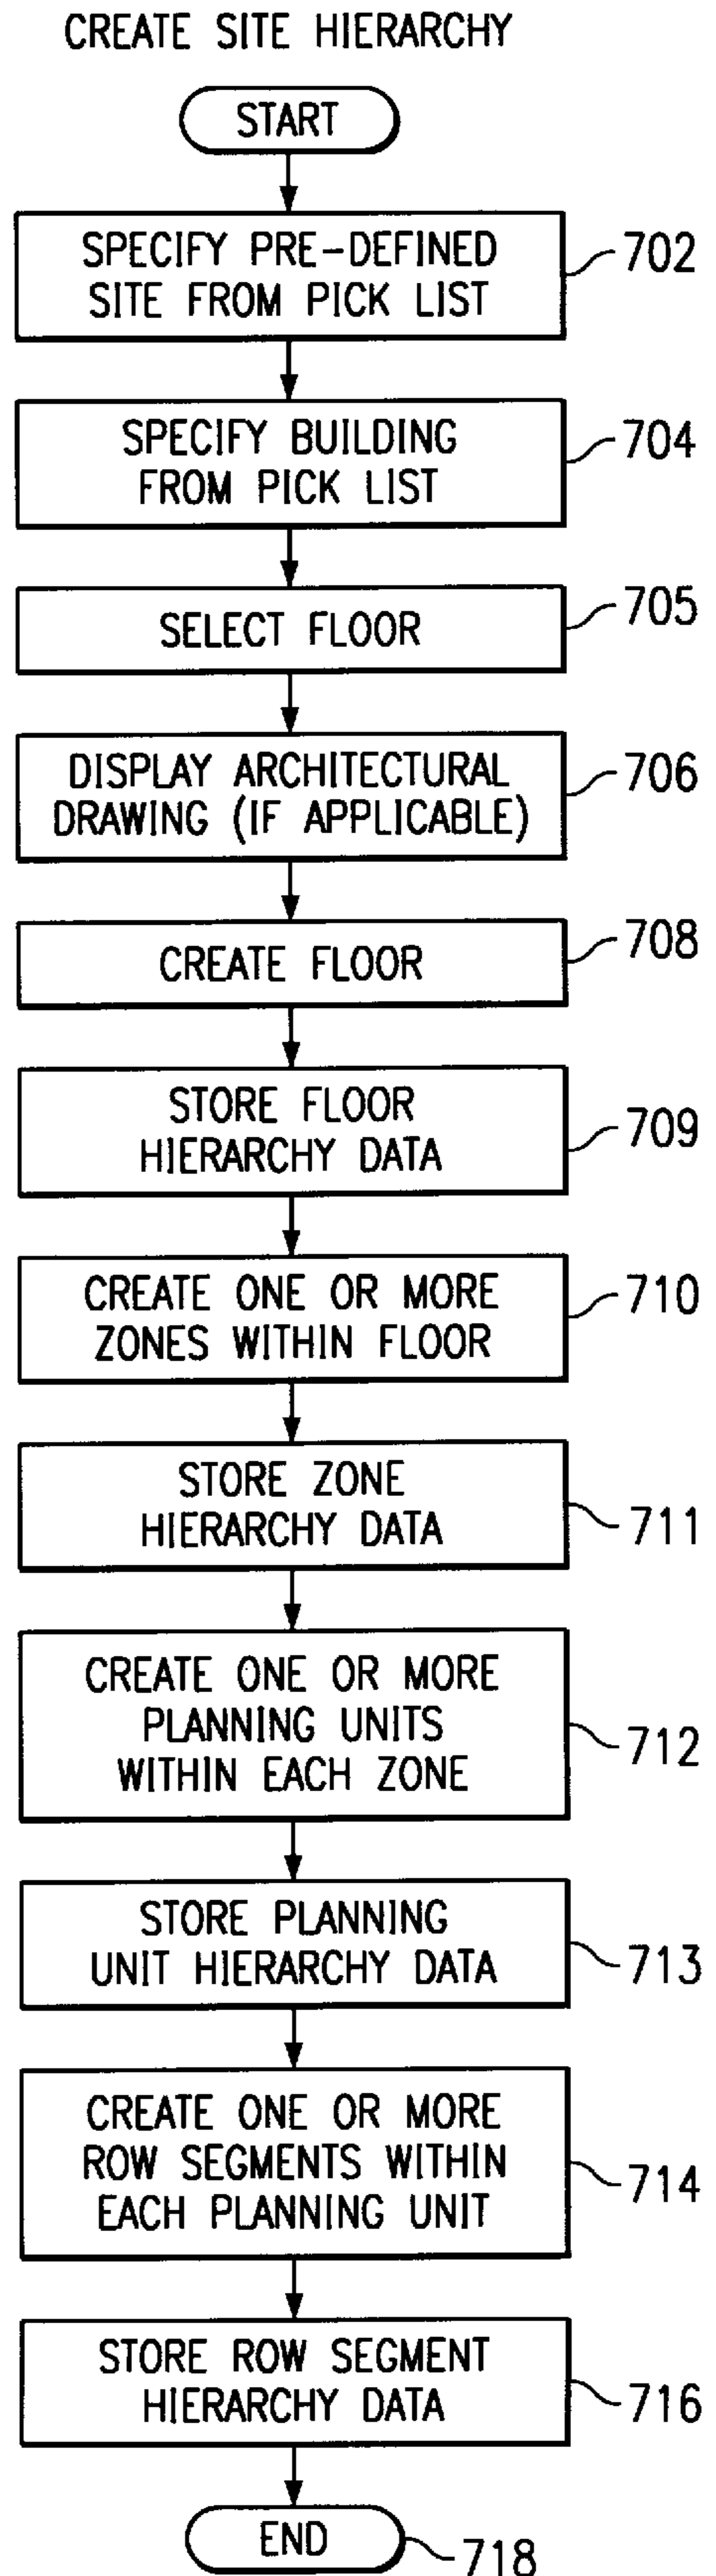 CREATE SITE HIERARCHY
START
SPECIFY PRE-DEFINED
SITE FROM PICK LIST
702
SPECIFY BUILDING
FROM PICK LIST
704
SELECT FLOOR
705
DISPLAY ARCHITECTURAL
DRAWING (IF APPLICABLE)
706
CREATE FLOOR
708
STORE FLOOR
HIERARCHY DATA
709
CREATE ONE OR MORE
ZONES WITHIN FLOOR
710
STORE ZONE
HIERARCHY DATA
711
CREATE ONE OR MORE
PLANNING UNITS
WITHIN EACH ZONE
712
STORE PLANNING
UNIT HIERARCHY DATA
713
CREATE ONE OR MORE
ROW SEGMENTS WITHIN
EACH PLANNING UNIT
714
STORE ROW SEGMENT
HIERARCHY DATA
716
END
718